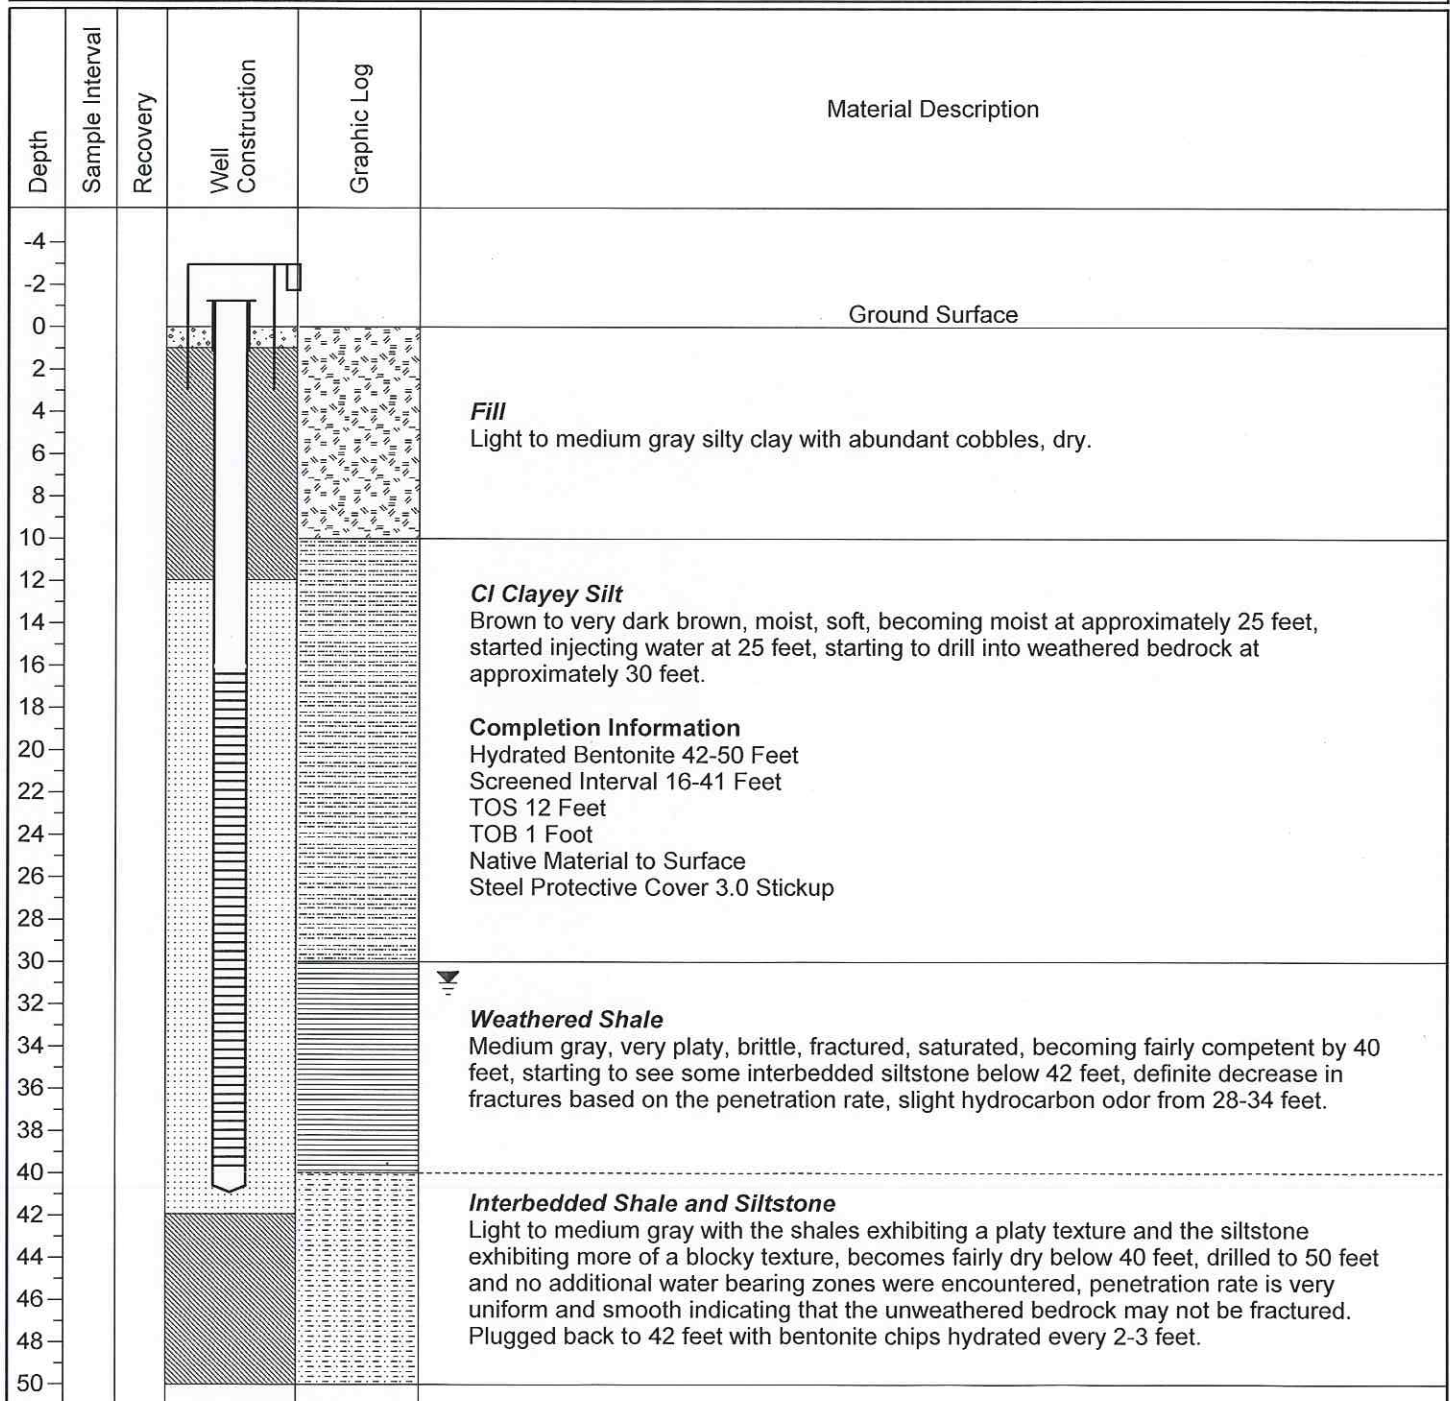 Depth
Sample Interval
Recovery
Well
Construction
Graphic Log
Material Description
-4
-2
Ground Surface
0
2
Fill
4
Light to medium gray silty clay with abundant cobbles, dry.
6
8
10
12
Cl Clayey Silt
Brown to very dark brown, moist, soft, becoming moist at approximately 25 feet,
14
started injecting water at 25 feet, starting to drill into weathered bedrock at
16
approximately 30 feet.
18
Completion Information
20
Hydrated Bentonite 42-50 Feet
Screened Interval 16-41 Feet
22
TOS 12 Feet
24
TOB 1 Foot
Native Material to Surface
26
Steel Protective Cover 3.0 Stickup
28
30
32
Weathered Shale
34
Medium gray, very platy, brittle, fractured, saturated, becoming fairly competent by 40
feet, starting to see some interbedded siltstone below 42 feet, definite decrease in
36
fractures based on the penetration rate, slight hydrocarbon odor from 28-34 feet.
38
40
Interbedded Shale and Siltstone
42
Light to medium gray with the shales exhibiting a platy texture and the siltstone
44
exhibiting more of a blocky texture, becomes fairly dry below 40 feet, drilled to 50 feet
and no additional water bearing zones were encountered, penetration rate is very
46
uniform and smooth indicating that the unweathered bedrock may not be fractured.
48
Plugged back to 42 feet with bentonite chips hydrated every 2-3 feet.
50